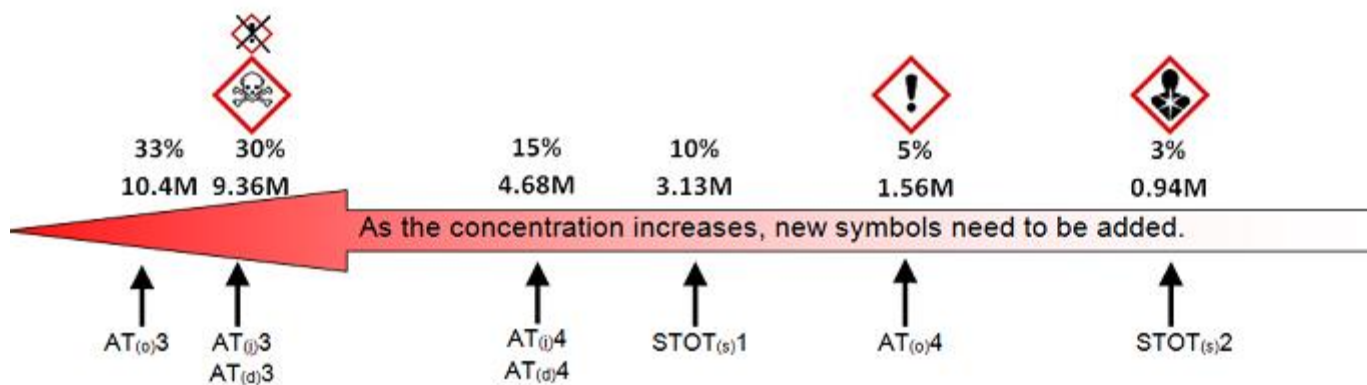 33% 30% 15% 10% 5% 3%
10.4M 9.36M 4.68M 3.13M 1.56M 0.94M
As the concentration increases, new symbols need to be added.
AT(o)3 AT(i)3 AT(i)4 STOT(s)1 AT(o)4 STOT(s)2
AT(d)3 AT(d)4